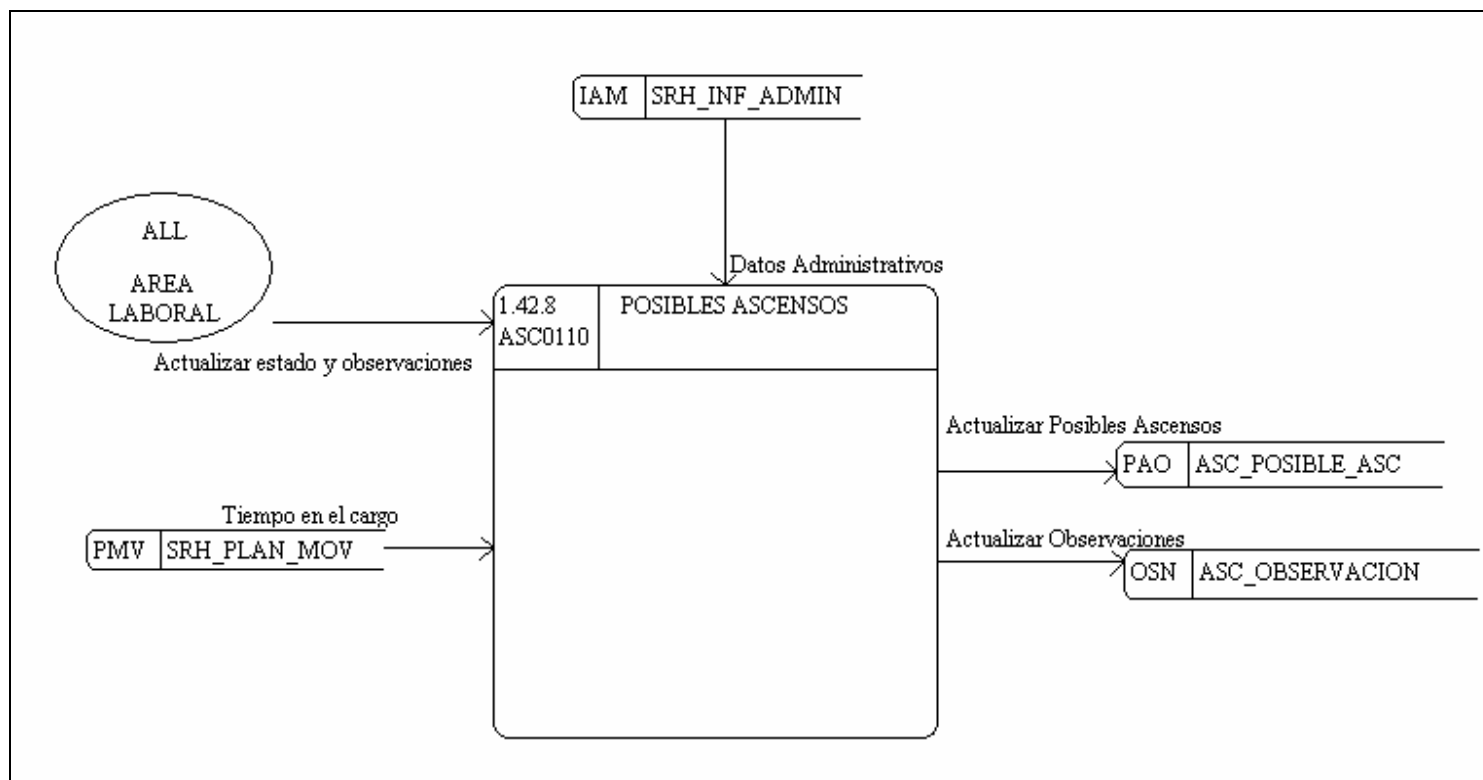 IAM SRH_INF_ADMIN
ALL
AREA
LABORAL
Datos Administrativos
1.42.8 POSIBLES ASCENSOS
ASC0110
Actualizar estado y observaciones
Actualizar Posibles Ascensos
PAO ASC_POSIBLE_ASC
Tiempo en el cargo
PMV SRH_PLAN_MOV
Actualizar Observaciones
OSN ASC_OBSERVACION